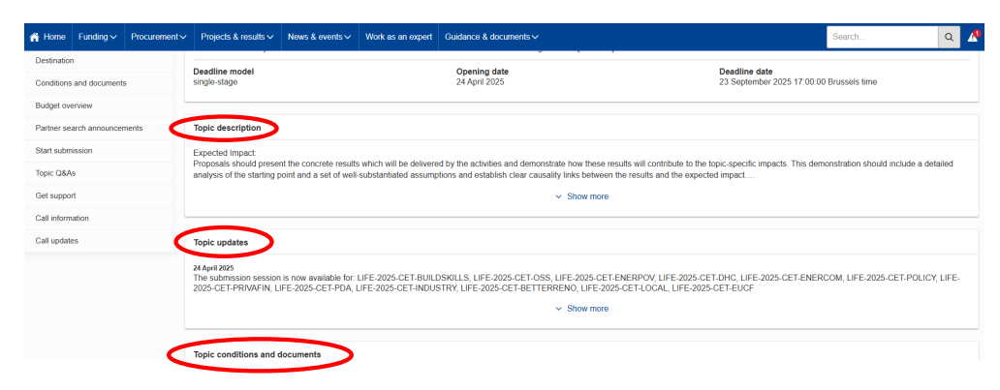 Home Funding Procurement Projects & results News & events Work as an expert Guidance & documents Search... 1
Destination
Conditions and documents
Budget overview
Partner search announcements
Start submission
Topic Q&As
Get support
Call information
Call updates
Deadline model
single-stage
Opening date
24 April 2025
Deadline date
23 September 2025 17:00:00 Brussels time
Topic description
Expected Impact:
Proposals should present the concrete results which will be delivered by the activities and demonstrate how these results will contribute to the topic-specific impacts. This demonstration should include a detailed
analysis of the starting point and a set of well-substantiated assumptions and establish clear causality links between the results and the expected impact....
Show more
Topic updates
24 April 2025
The submission session is now available for: LIFE-2025-CET-BUILDSKILLS, LIFE-2025-CET-OSS, LIFE-2025-CET-ENERPOV, LIFE-2025-CET-DHC, LIFE-2025-CET-ENERCOM, LIFE-2025-CET-POLICY, LIFE-
2025-CET-PRIVAFIN, LIFE-2025-CET-PDA, LIFE-2025-CET-INDUSTRY, LIFE-2025-CET-BETTERRENO, LIFE-2025-CET-LOCAL, LIFE-2025-CET-EUCF
Show more
Topic conditions and documents